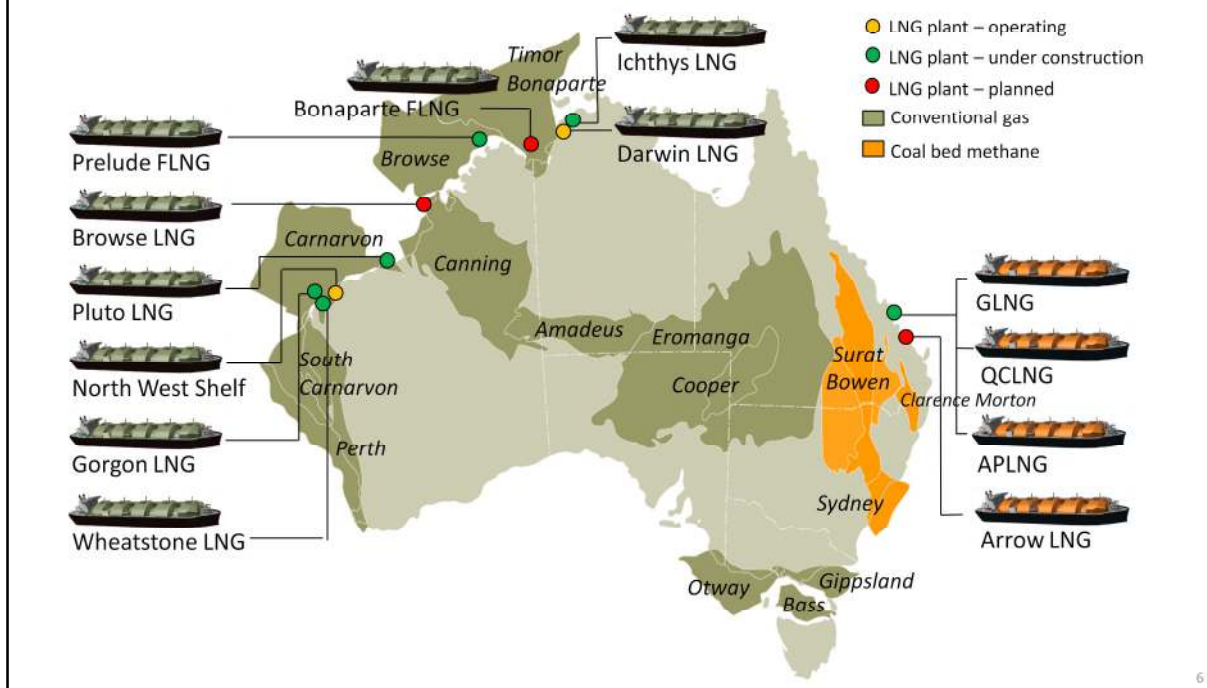 Timor
Bonaparte
Ichthys LNG
LNG plant – operating
LNG plant – under construction
LNG plant – planned
Conventional gas
Coal bed methane
Bonaparte FLNG
Darwin LNG
Prelude FLNG
Browse
Browse LNG
Carnarvon
Canning
Pluto LNG
GLNG
Amadeus
Eromanga
Surat
QCLNG
North West Shelf
South
Carnarvon
Cooper
Bowen
Clarence Morton
Gorgon LNG
Perth
APLNG
Sydney
Wheatstone LNG
Arrow LNG
Otway
Gippsland
Bass
6